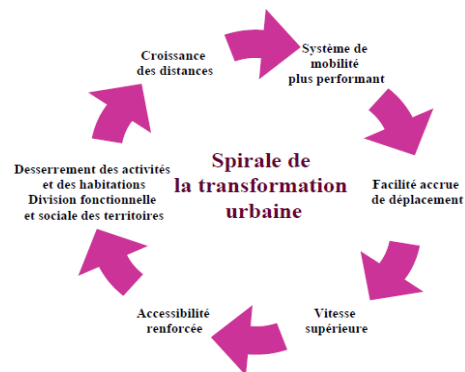 Croissance
des distances
Système de
mobilité
plus performant
Desserrement des activités
et des habitations
Division fonctionnelle
et sociale des territoires
Spirale de
la transformation
urbaine
Facilité accrue
de déplacement
Accessibilité
renforcée
Vitesse
supérieure